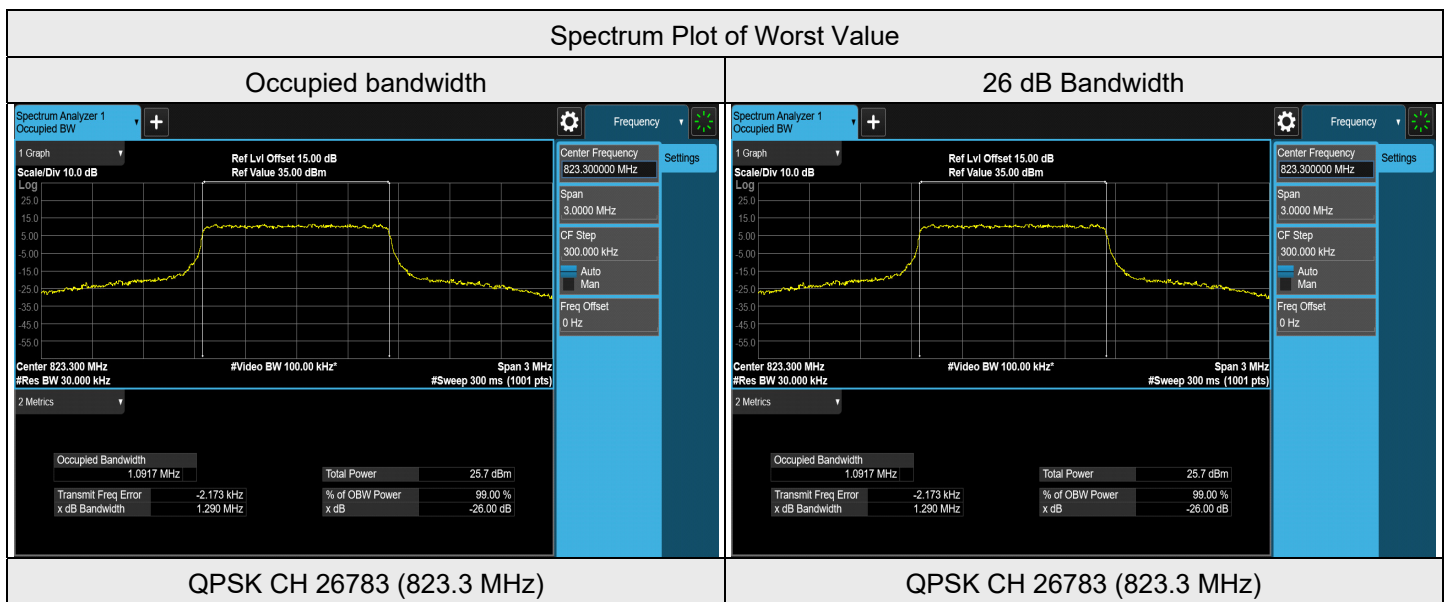 Spectrum Plot of Worst Value
Occupied bandwidth
26 dB Bandwidth
Spectrum Analyzer 1
Occupied BW
+
Frequency
1 Graph
Ref Lvl Offset 15.00 dB
Scale/Div 10.0 dB
Ref Value 35.00 dBm
Log
25.0
15.0
5.00
-5.00
-15.0
-25.0
-35.0
-45.0
-55.0
Center 823.300 MHz
#Video BW 100.00 kHz*
Span 3 MHz
#Res BW 30.000 kHz
#Sweep 300 ms (1001 pts)
Center Frequency
823.300000 MHz
Settings
Span
3.0000 MHz
CF Step
300.000 kHz
Auto
Man
Freq Offset
0 Hz
2 Metrics
Occupied Bandwidth
1.0917 MHz
Total Power 25.7 dBm
Transmit Freq Error -2.173 kHz
% of OBW Power 99.00 %
x dB Bandwidth 1.290 MHz
x dB -26.00 dB
Spectrum Analyzer 1
Occupied BW
+
Frequency
1 Graph
Ref Lvl Offset 15.00 dB
Scale/Div 10.0 dB
Ref Value 35.00 dBm
Log
25.0
15.0
5.00
-5.00
-15.0
-25.0
-35.0
-45.0
-55.0
Center 823.300 MHz
#Video BW 100.00 kHz*
Span 3 MHz
#Res BW 30.000 kHz
#Sweep 300 ms (1001 pts)
Center Frequency
823.300000 MHz
Settings
Span
3.0000 MHz
CF Step
300.000 kHz
Auto
Man
Freq Offset
0 Hz
2 Metrics
Occupied Bandwidth
1.0917 MHz
Total Power 25.7 dBm
Transmit Freq Error -2.173 kHz
% of OBW Power 99.00 %
x dB Bandwidth 1.290 MHz
x dB -26.00 dB
QPSK CH 26783 (823.3 MHz)
QPSK CH 26783 (823.3 MHz)